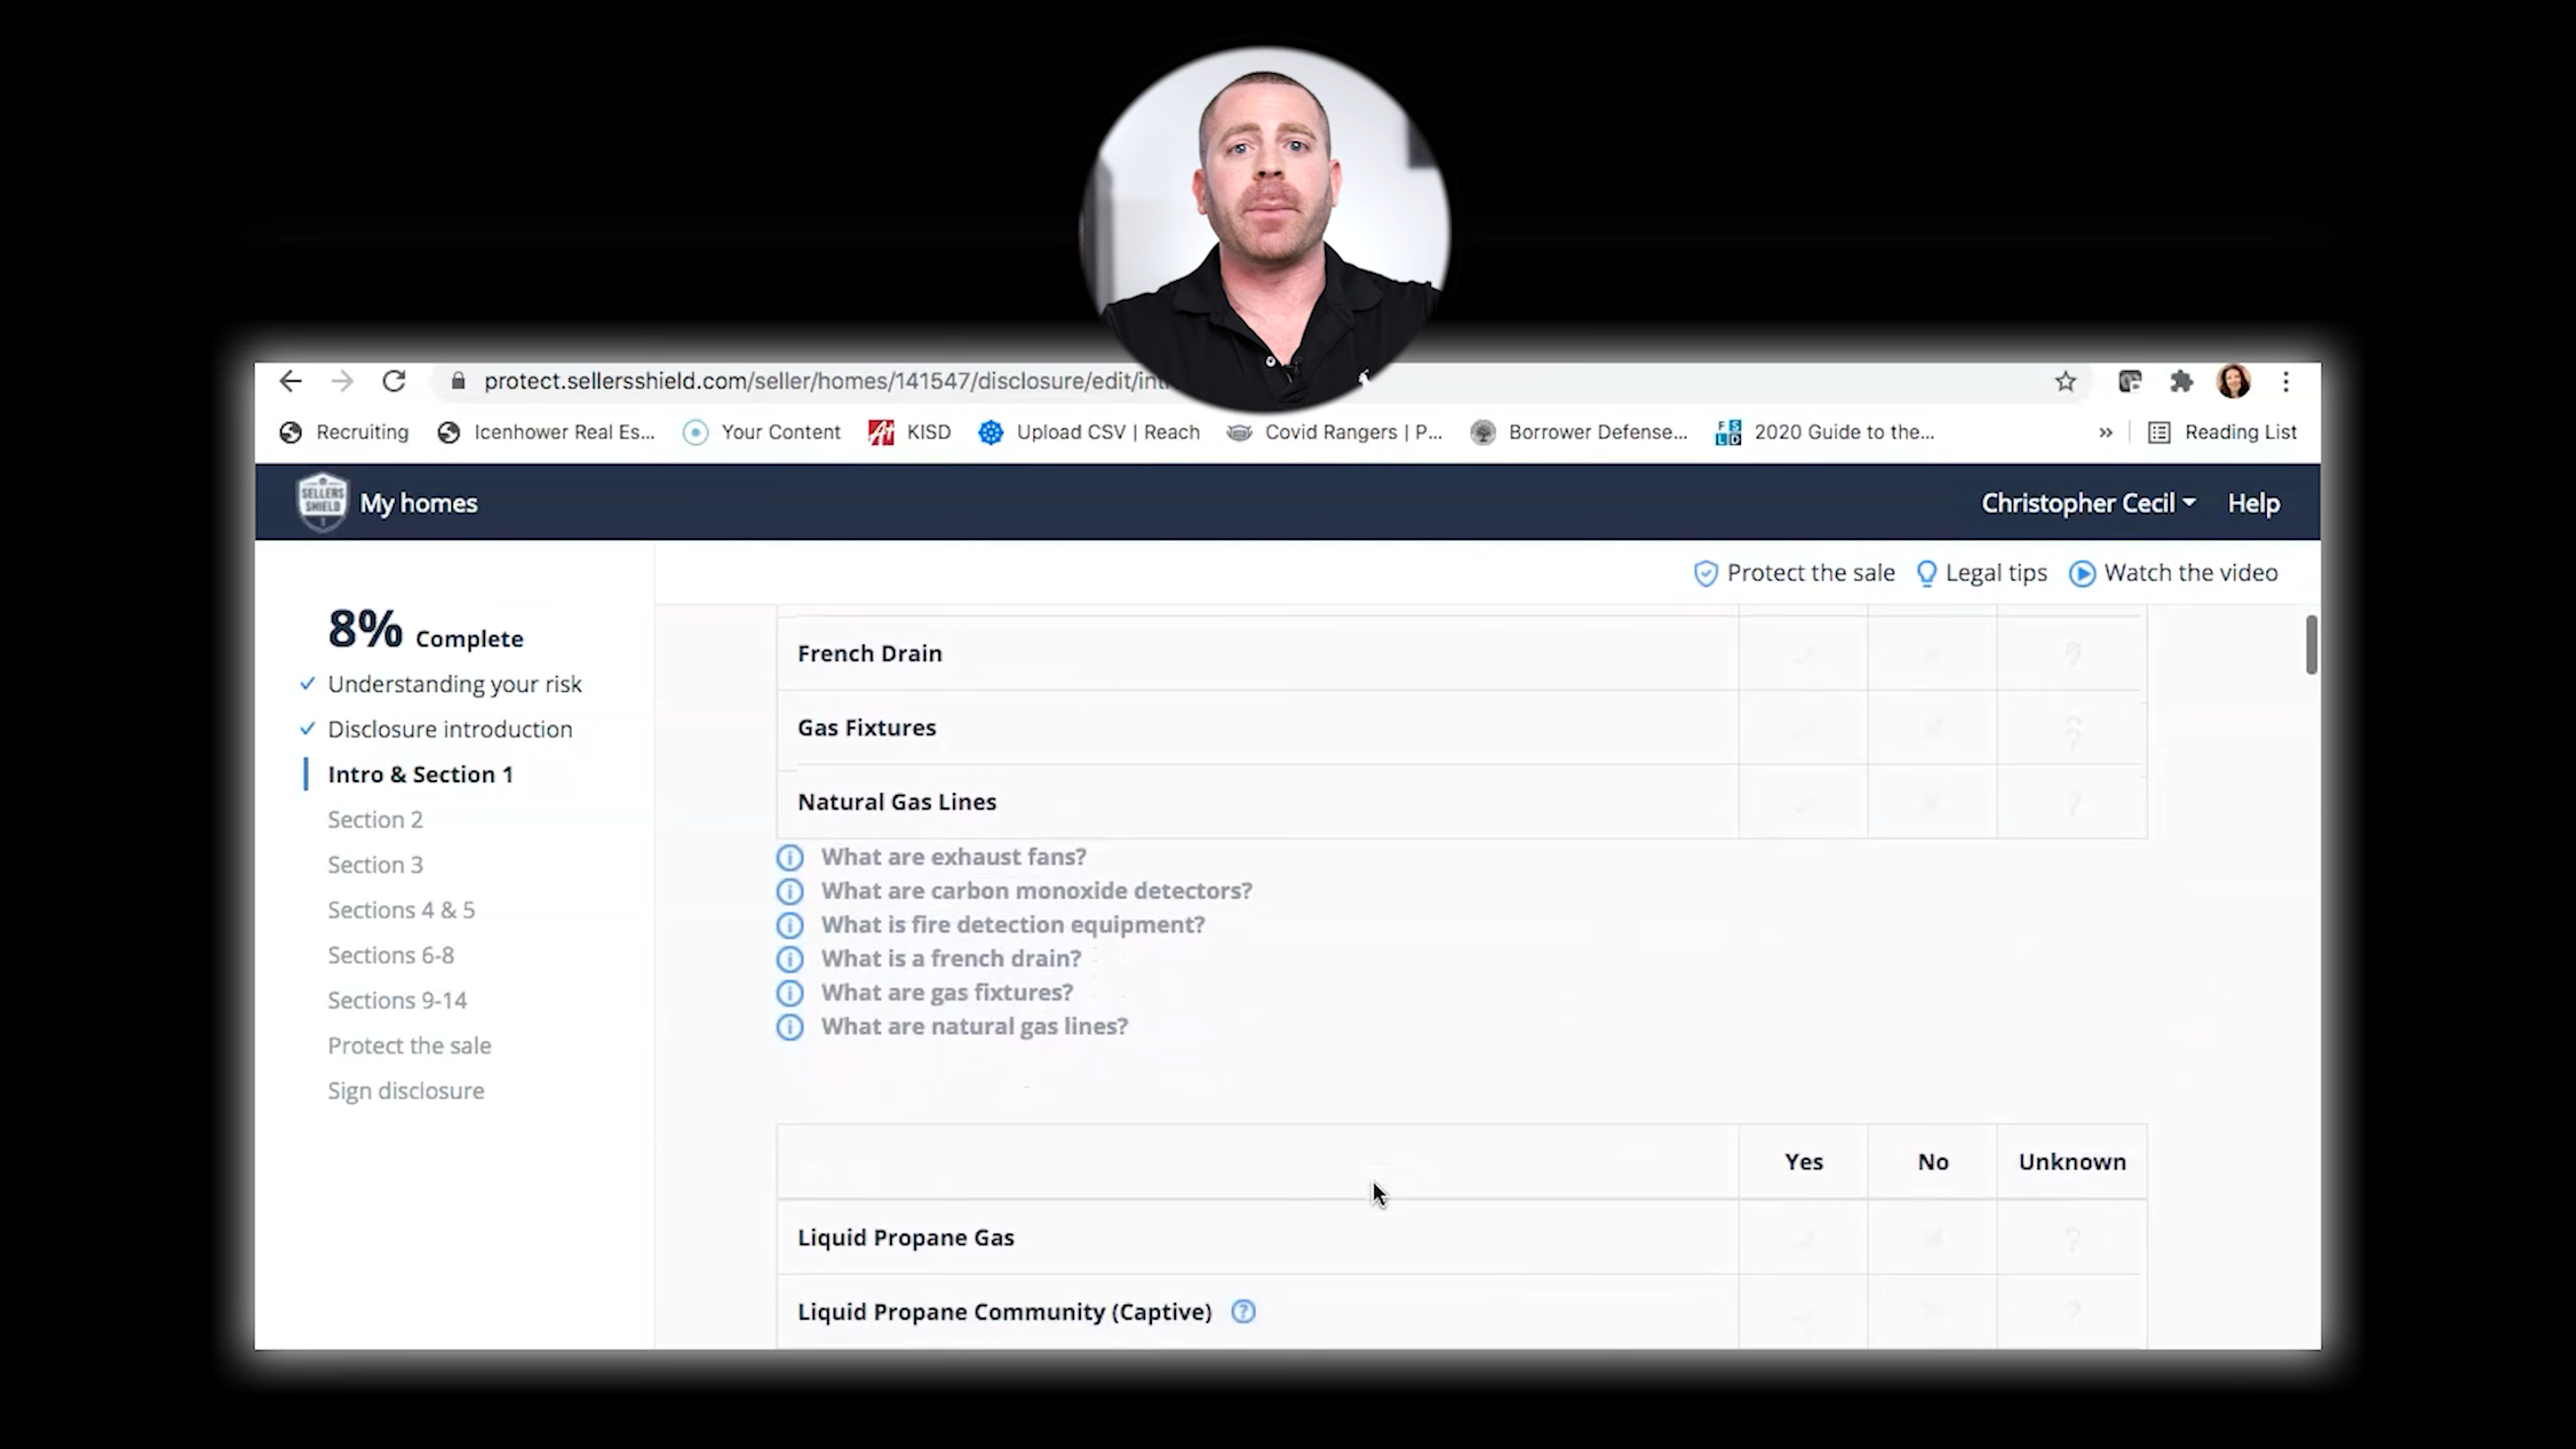 protect.sellersshield.com/seller/homes/141547/disclosure/edit/int
Recruiting Icenhower Real Es... Your Content KISD Upload CSV | Reach Covid Rangers | P... Borrower Defense... FSLD 2020 Guide to the... » Reading List
SELLERS SHIELD My homes Christopher Cecil Help
Protect the sale Legal tips Watch the video
8% Complete
Understanding your risk
Disclosure introduction
Intro & Section 1
Section 2
Section 3
Sections 4 & 5
Sections 6-8
Sections 9-14
Protect the sale
Sign disclosure
French Drain ?
Gas Fixtures ?
Natural Gas Lines ?
What are exhaust fans?
What are carbon monoxide detectors?
What is fire detection equipment?
What is a french drain?
What are gas fixtures?
What are natural gas lines?
Yes No Unknown
Liquid Propane Gas ?
Liquid Propane Community (Captive) ? ?